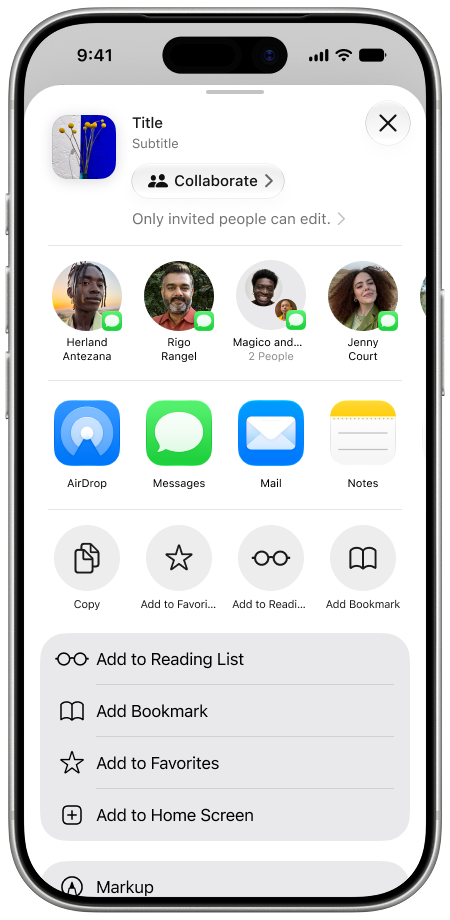 9:41
Title
Subtitle
Collaborate
Only invited people can edit.
Herland
Antezana
Rigo
Rangel
Magico and...
2 People
Jenny
Court
AirDrop
Messages
Mail
Notes
Copy
Add to Favori...
Add to Readi...
Add Bookmark
Add to Reading List
Add Bookmark
Add to Favorites
Add to Home Screen
Markup